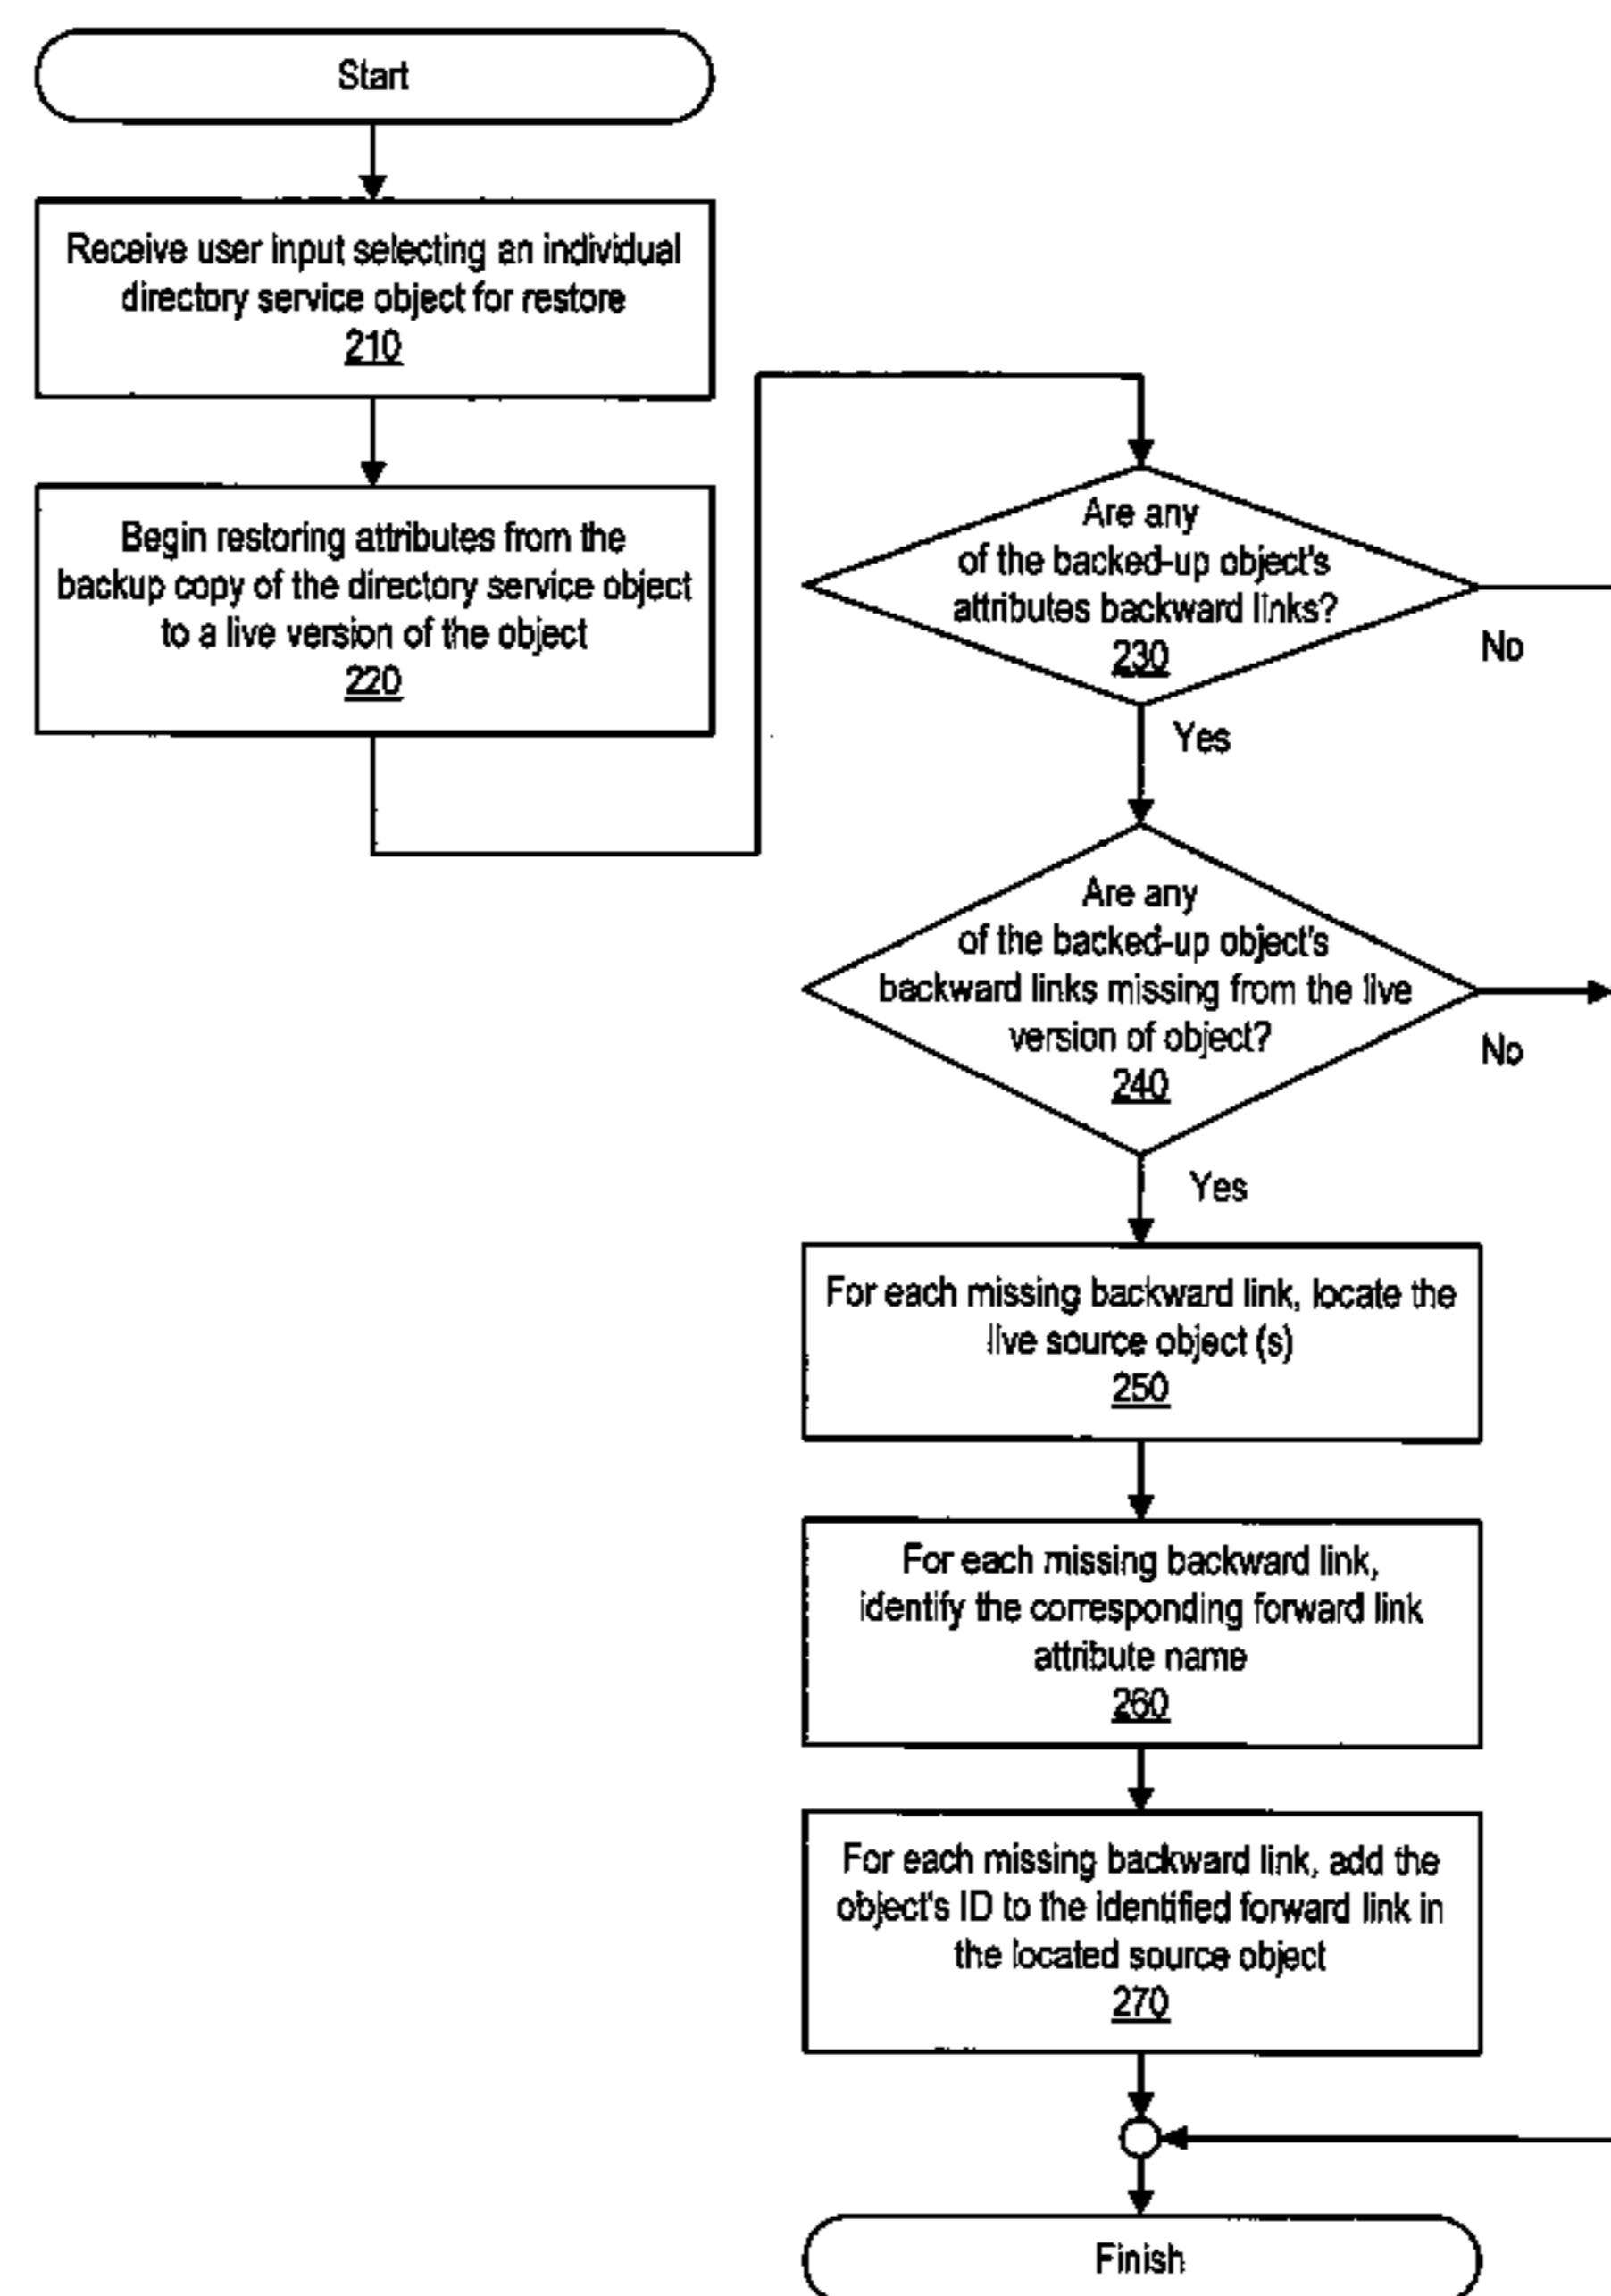 Start
Receive user input selecting an individual
directory service object for restore
210
Begin restoring attributes from the
backup copy of the directory service object
to a live version of the object
220
Are any
of the backed-up object's
attributes backward links?
230
No
Yes
Are any
of the backed-up object's
backward links missing from the live
version of object?
240
No
Yes
For each missing backward link, locate the
live source object (s)
250
For each missing backward link,
identify the corresponding forward link
attribute name
260
For each missing backward link, add the
object's ID to the identified forward link in
the located source object
270
Finish